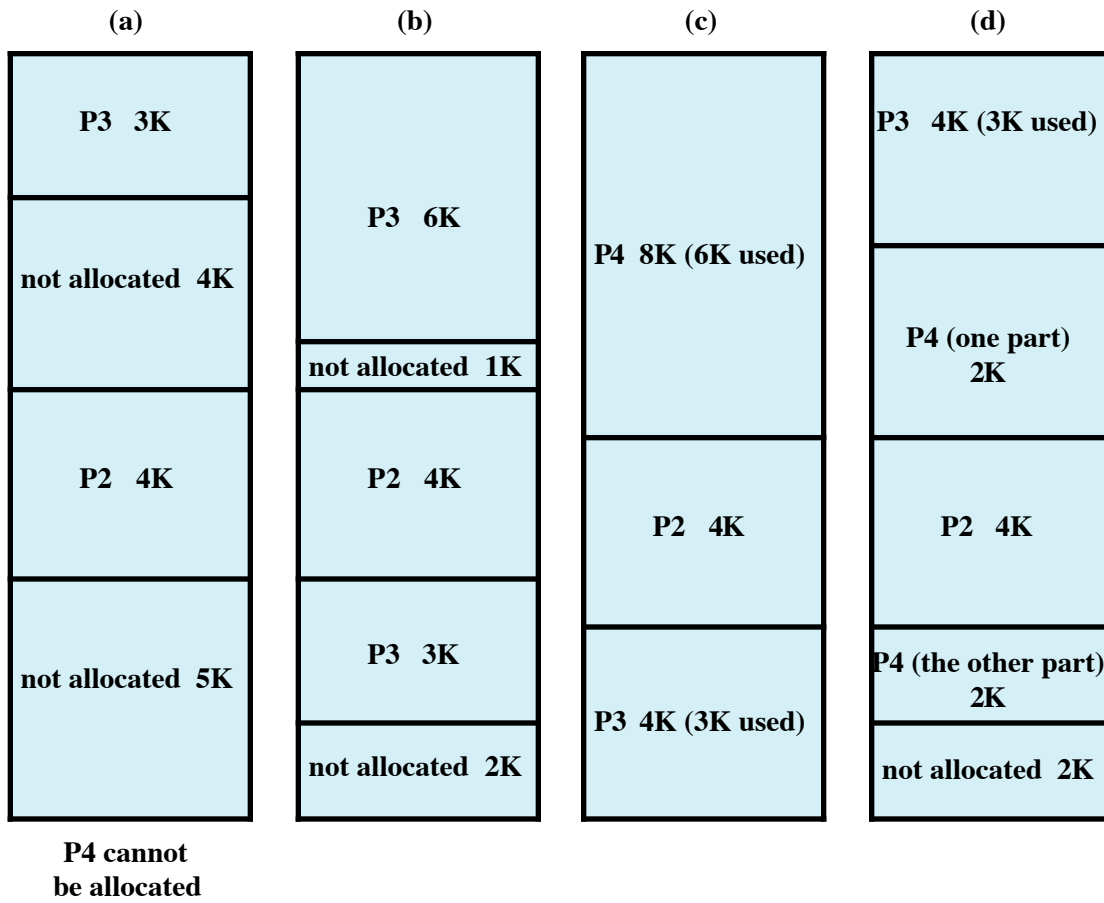 (a)
P3 3K
not allocated 4K
P2 4K
not allocated 5K
P4 cannot
be allocated
(b)
P3 6K
not allocated 1K
P2 4K
P3 3K
not allocated 2K
(c)
P4 8K (6K used)
P2 4K
P3 4K (3K used)
(d)
P3 4K (3K used)
P4 (one part)
2K
P2 4K
P4 (the other part)
2K
not allocated 2K